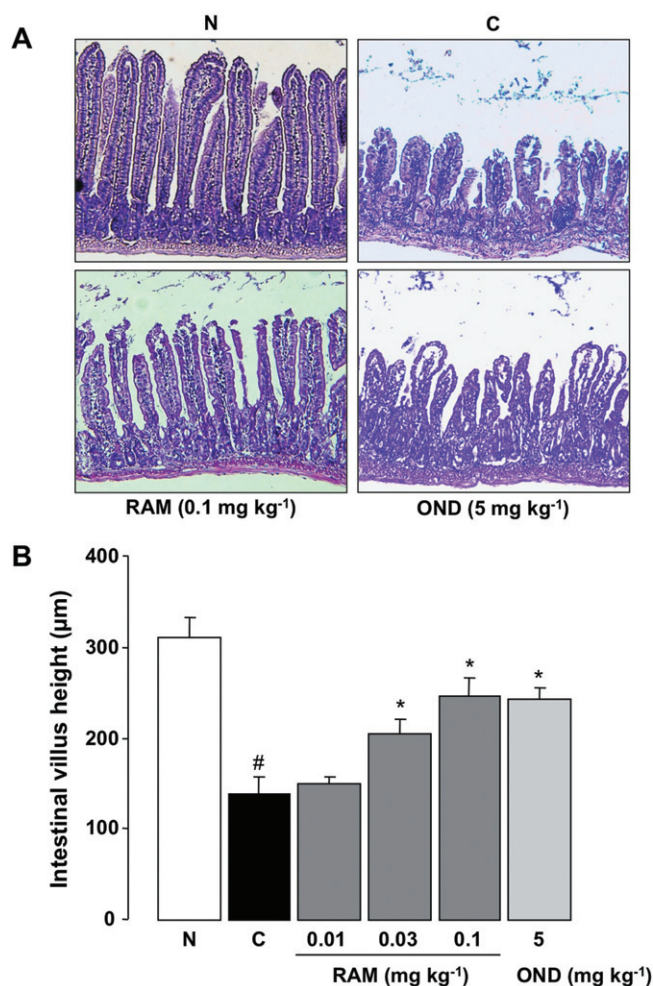 N C
A
RAM (0.1 mg kg⁻¹) OND (5 mg kg⁻¹)
B
Intestinal villus height (µm)
400
300
200
100
0
#
*
*
*
N C 0.01 0.03 0.1 5
RAM (mg kg⁻¹) OND (mg kg⁻¹)